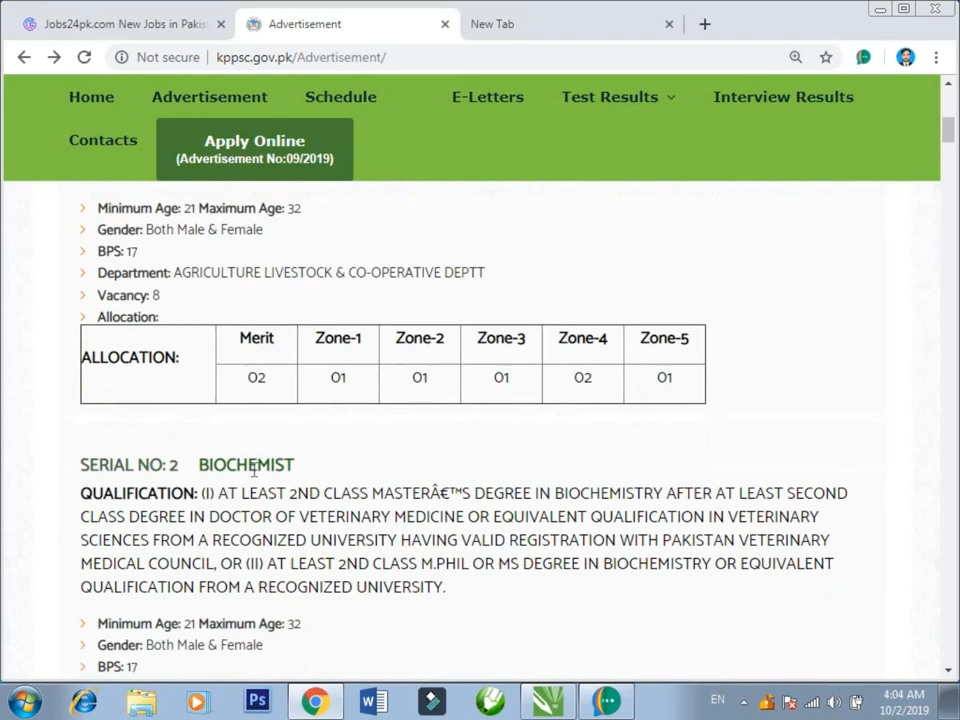 Jobs24pk.com New Jobs in Pakis
Advertisement
New Tab
Not secure
kppsc.gov.pk/Advertisement/
Home Advertisement Schedule E-Letters Test Results Interview Results
Contacts
Apply Online
(Advertisement No:09/2019)
Minimum Age: 21 Maximum Age: 32
Gender: Both Male & Female
BPS: 17
Department: AGRICULTURE LIVESTOCK & CO-OPERATIVE DEPTT
Vacancy: 8
Allocation:
Merit Zone-1 Zone-2 Zone-3 Zone-4 Zone-5
ALLOCATION:
02 01 01 01 02 01
SERIAL NO: 2 BIOCHEMIST
QUALIFICATION: (I) AT LEAST 2ND CLASS MASTERÂ€™S DEGREE IN BIOCHEMISTRY AFTER AT LEAST SECOND
CLASS DEGREE IN DOCTOR OF VETERINARY MEDICINE OR EQUIVALENT QUALIFICATION IN VETERINARY
SCIENCES FROM A RECOGNIZED UNIVERSITY HAVING VALID REGISTRATION WITH PAKISTAN VETERINARY
MEDICAL COUNCIL, OR (II) AT LEAST 2ND CLASS M.PHIL OR MS DEGREE IN BIOCHEMISTRY OR EQUIVALENT
QUALIFICATION FROM A RECOGNIZED UNIVERSITY.
Minimum Age: 21 Maximum Age: 32
Gender: Both Male & Female
BPS: 17
Ps
W
EN
4:04 AM
10/2/2019